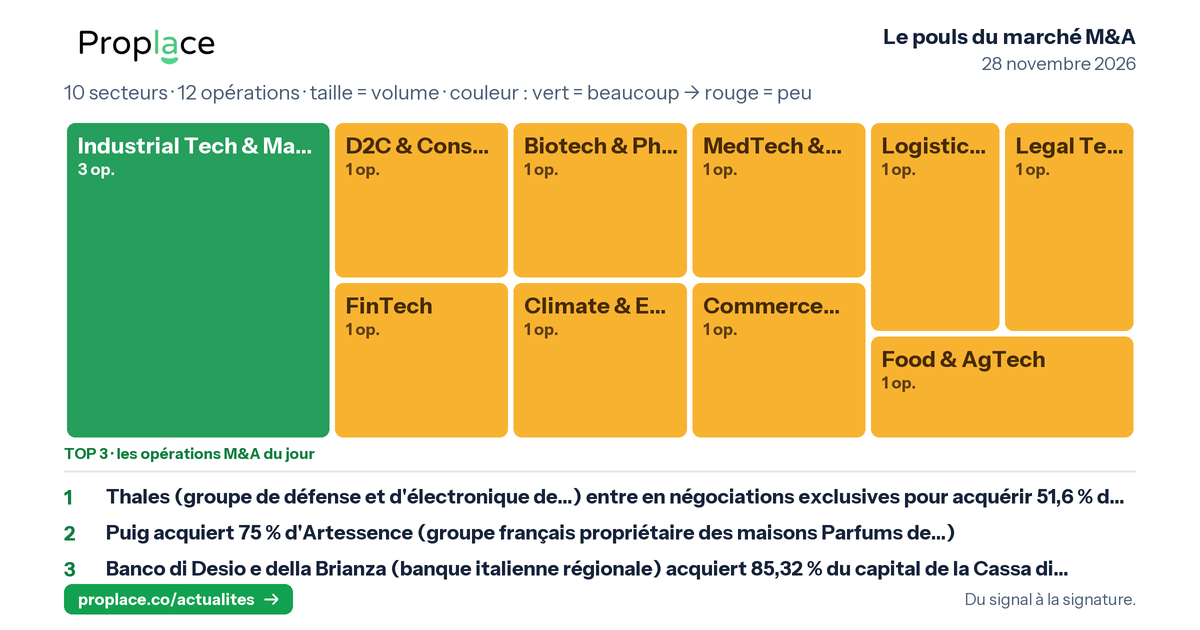 Proplace
Le pouls du marché M&A
28 novembre 2026
10 secteurs · 12 opérations · taille = volume · couleur : vert = beaucoup → rouge = peu
Industrial Tech & Ma...
3 op.
D2C & Cons...
1 op.
Biotech & Ph...
1 op.
MedTech &...
1 op.
Logistic...
1 op.
Legal Te...
1 op.
FinTech
1 op.
Climate & E...
1 op.
Commerce...
1 op.
Food & AgTech
1 op.
TOP 3 · les opérations M&A du jour
1 Thales (groupe de défense et d'électronique de...) entre en négociations exclusives pour acquérir 51,6 % d...
2 Puig acquiert 75 % d'Artessence (groupe français propriétaire des maisons Parfums de...)
3 Banco di Desio e della Brianza (banque italienne régionale) acquiert 85,32 % du capital de la Cassa di...
proplace.co/actualites →
Du signal à la signature.